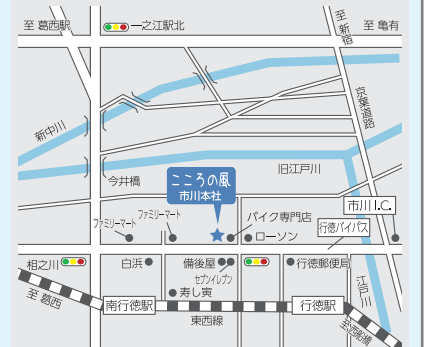 至 葛西駅
一之江駅北
至 新宿
至 亀有
新中川
京葉道路
今井橋
旧江戸川
こころの風
市川本社
市川I.C.
ファミリーマート
ファミリーマート
バイク専門店
行徳バイパス
ローソン
相之川
白浜
備後屋
セブンイレブン
行徳郵便局
江戸川
至 葛西
寿し寅
南行徳駅
東西線
行徳駅
至西船橋